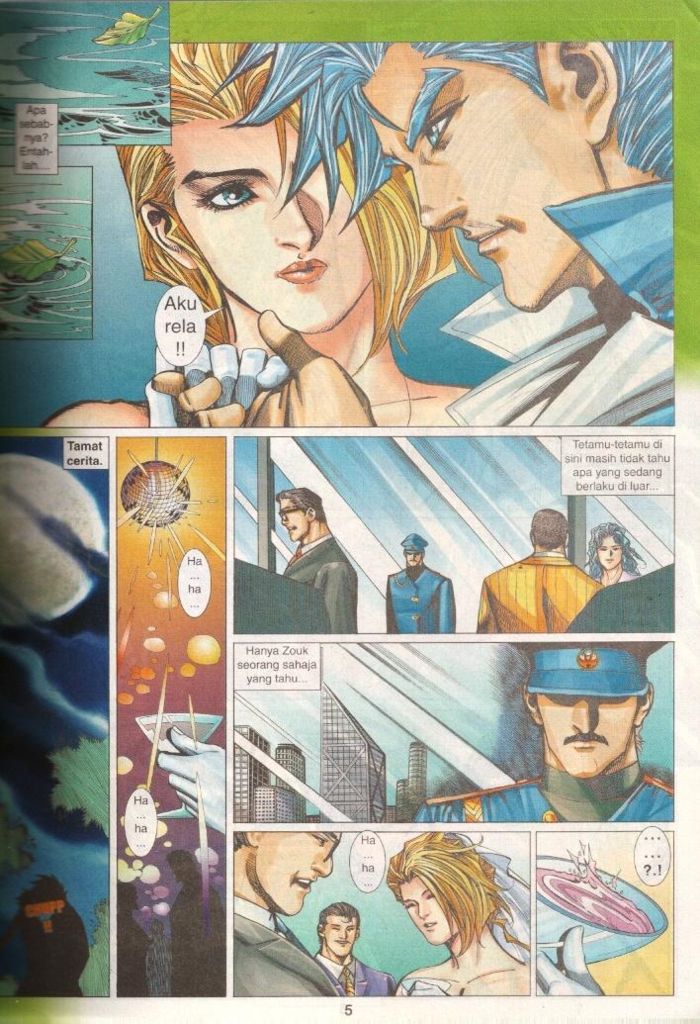 Apa
sebab-
nya?
Entah-
lah....
Aku
rela
!!
Tamat
cerita.
Ha
...
ha
...
Ha
...
ha
...
Tetamu-tetamu di
sini masih tidak tahu
apa yang sedang
berlaku di luar...
Hanya Zouk
seorang sahaja
yang tahu...
Ha
...
ha
...
...
...
?.!
5